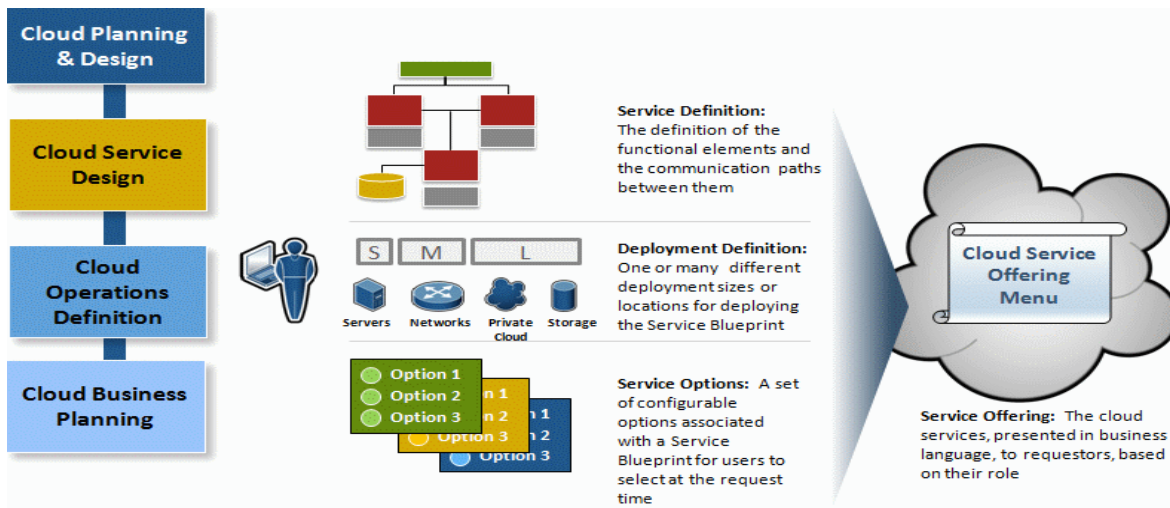 Cloud Planning
& Design
Cloud Service
Design
Cloud
Operations
Definition
Cloud Business
Planning
Service Definition:
The definition of the
functional elements and
the communication paths
between them
S M L
Servers Networks Private
Cloud Storage
Deployment Definition:
One or many different
deployment sizes or
locations for deploying
the Service Blueprint
Option 1
Option 2
Option 3
n 1
n 2
Option 3
n 1
n 2
Option 3
Service Options: A set
of configurable
options associated
with a Service
Blueprint for users to
select at the request
time
Cloud Service
Offering
Menu
Service Offering: The cloud
services, presented in business
language, to requestors, based
on their role